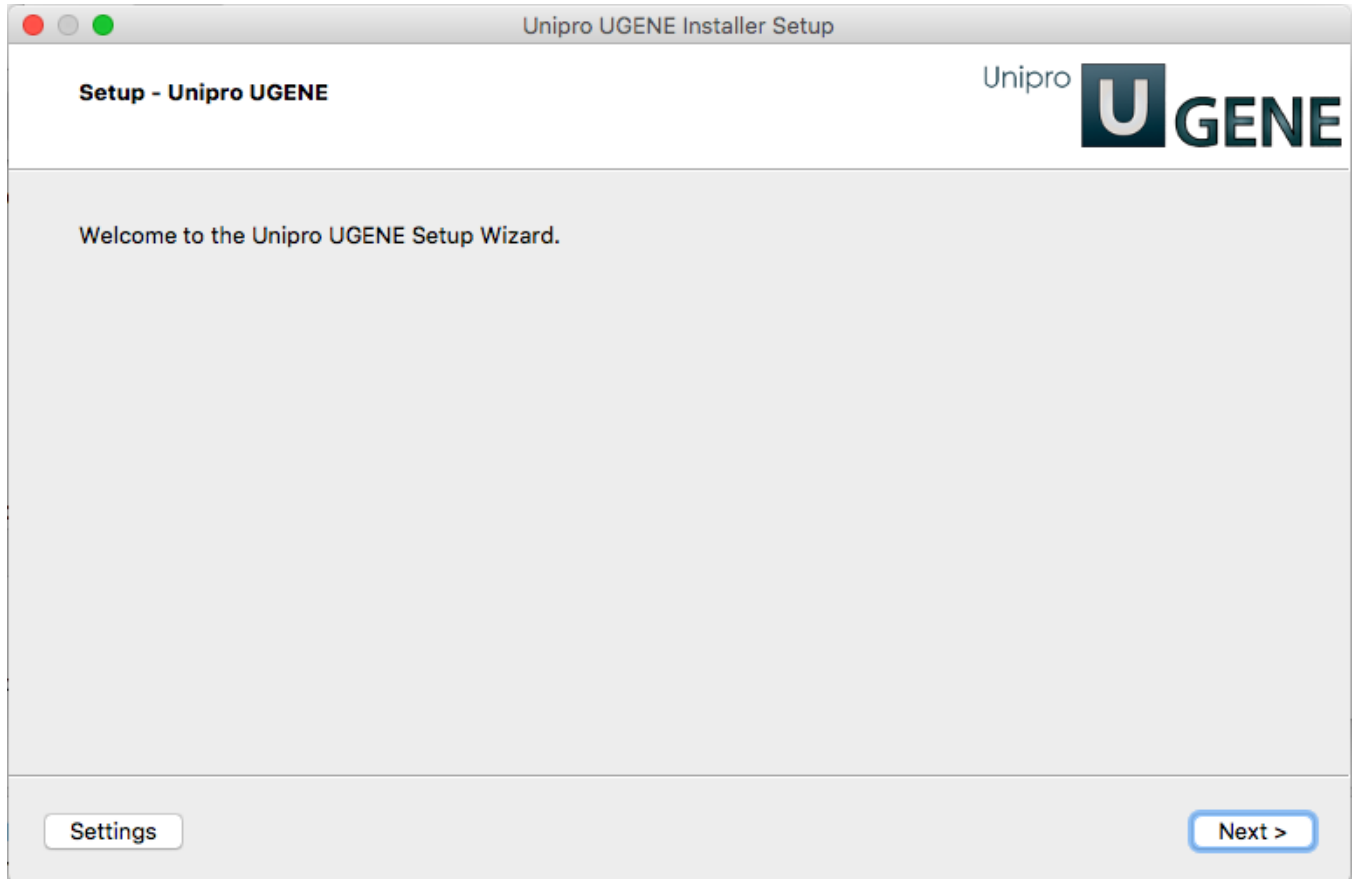 Unipro UGENE Installer Setup
Setup - Unipro UGENE
Unipro
U GENE
Welcome to the Unipro UGENE Setup Wizard.
Settings
Next >